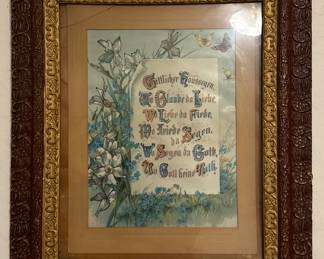 Göttlicher Haussegen.
Wo Glaube da Liebe,
Wo Liebe da Friede,
Wo Friede da Segen,
Wo Segen da Gott,
Wo Gott keine Noth.